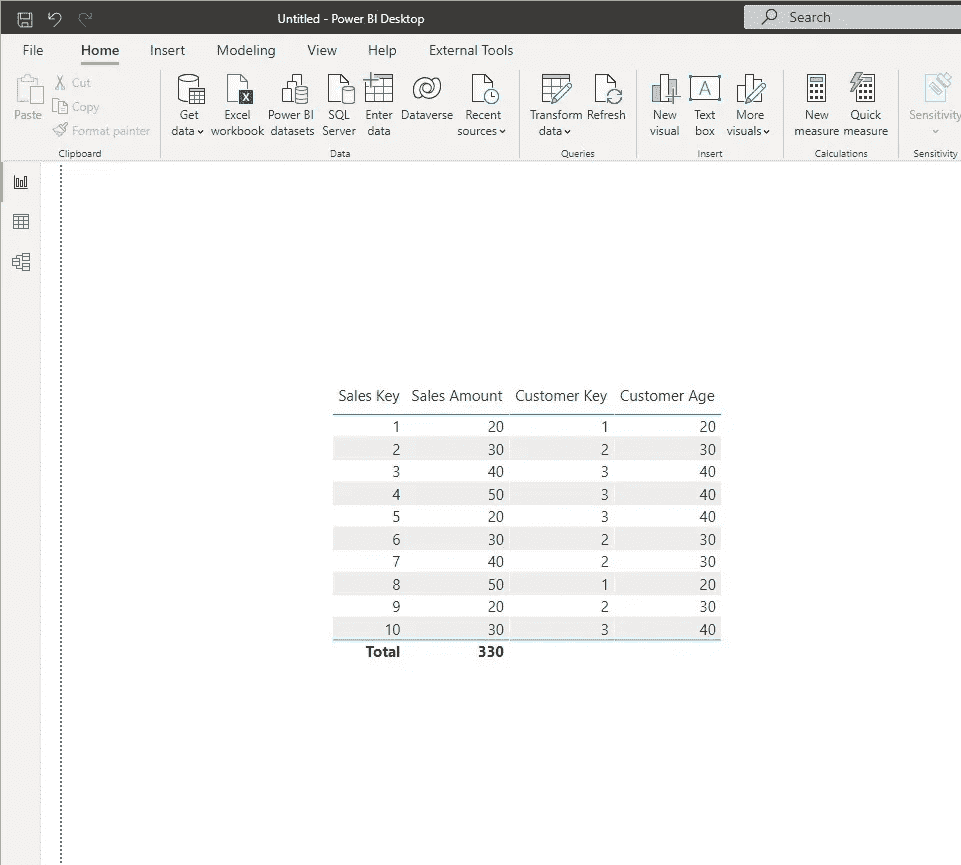 Untitled - Power BI Desktop
Search
File Home Insert Modeling View Help External Tools
Paste
Cut
Copy
Format painter
Clipboard
Get data
Excel workbook
Power BI datasets
SQL Server
Enter data
Dataverse
Recent sources
Data
Transform data
Refresh
Queries
New visual
A
Text box
More visuals
Insert
New measure
Quick measure
Calculations
Sensitivity
Sensitivity
Sales Key Sales Amount Customer Key Customer Age
1 20 1 20
2 30 2 30
3 40 3 40
4 50 3 40
5 20 3 40
6 30 2 30
7 40 2 30
8 50 1 20
9 20 2 30
10 30 3 40
Total 330